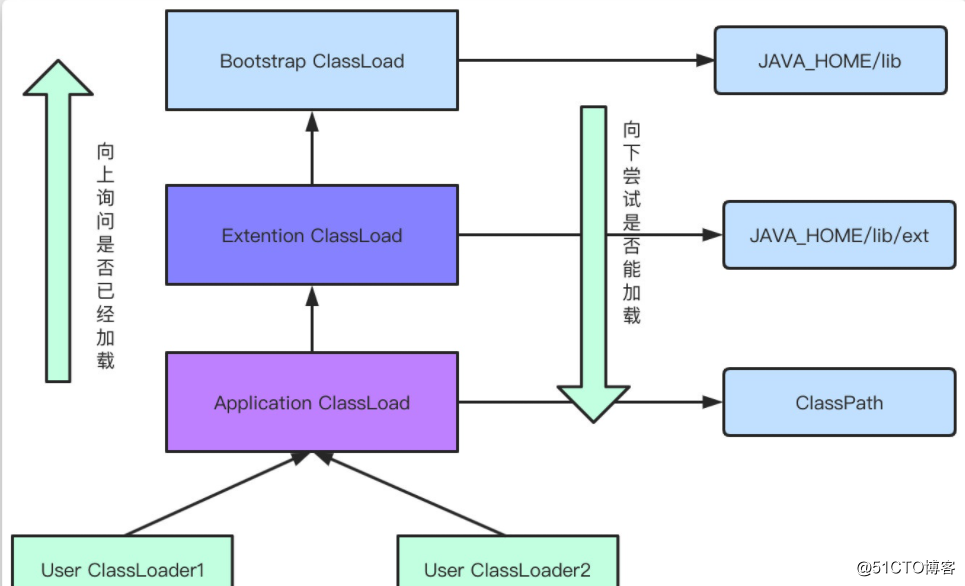 Bootstrap ClassLoad
JAVA_HOME/lib
向上询问是否已经加载
向下尝试是否能加载
Extention ClassLoad
JAVA_HOME/lib/ext
Application ClassLoad
ClassPath
User ClassLoader1
User ClassLoader2
@51CTO博客